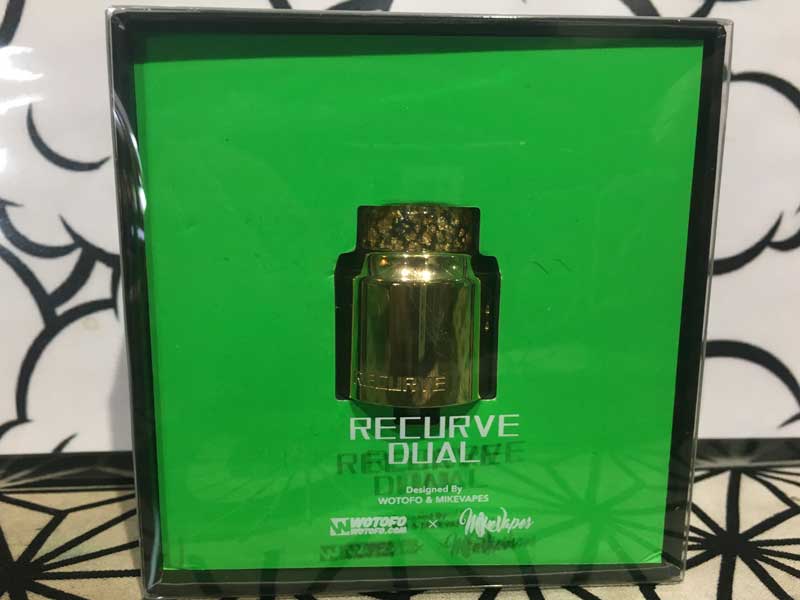 RECURVE
RECURVE
DUAL
Designed By
WOTOFO & MIKEVAPES
WOTOFO × MikeVapes
WOTOFO.com